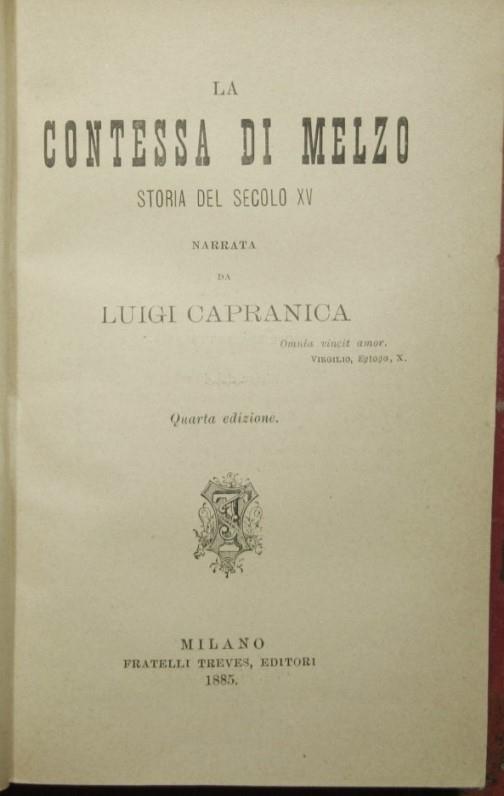 LA
CONTESSA DI MELZO
STORIA DEL SECOLO XV
NARRATA
DA
LUIGI CAPRANICA
Omnia vincit amor.
VIRGILIO, Egloga, X.
Quarta edizione.
MILANO
FRATELLI TREVES, EDITORI
1885.